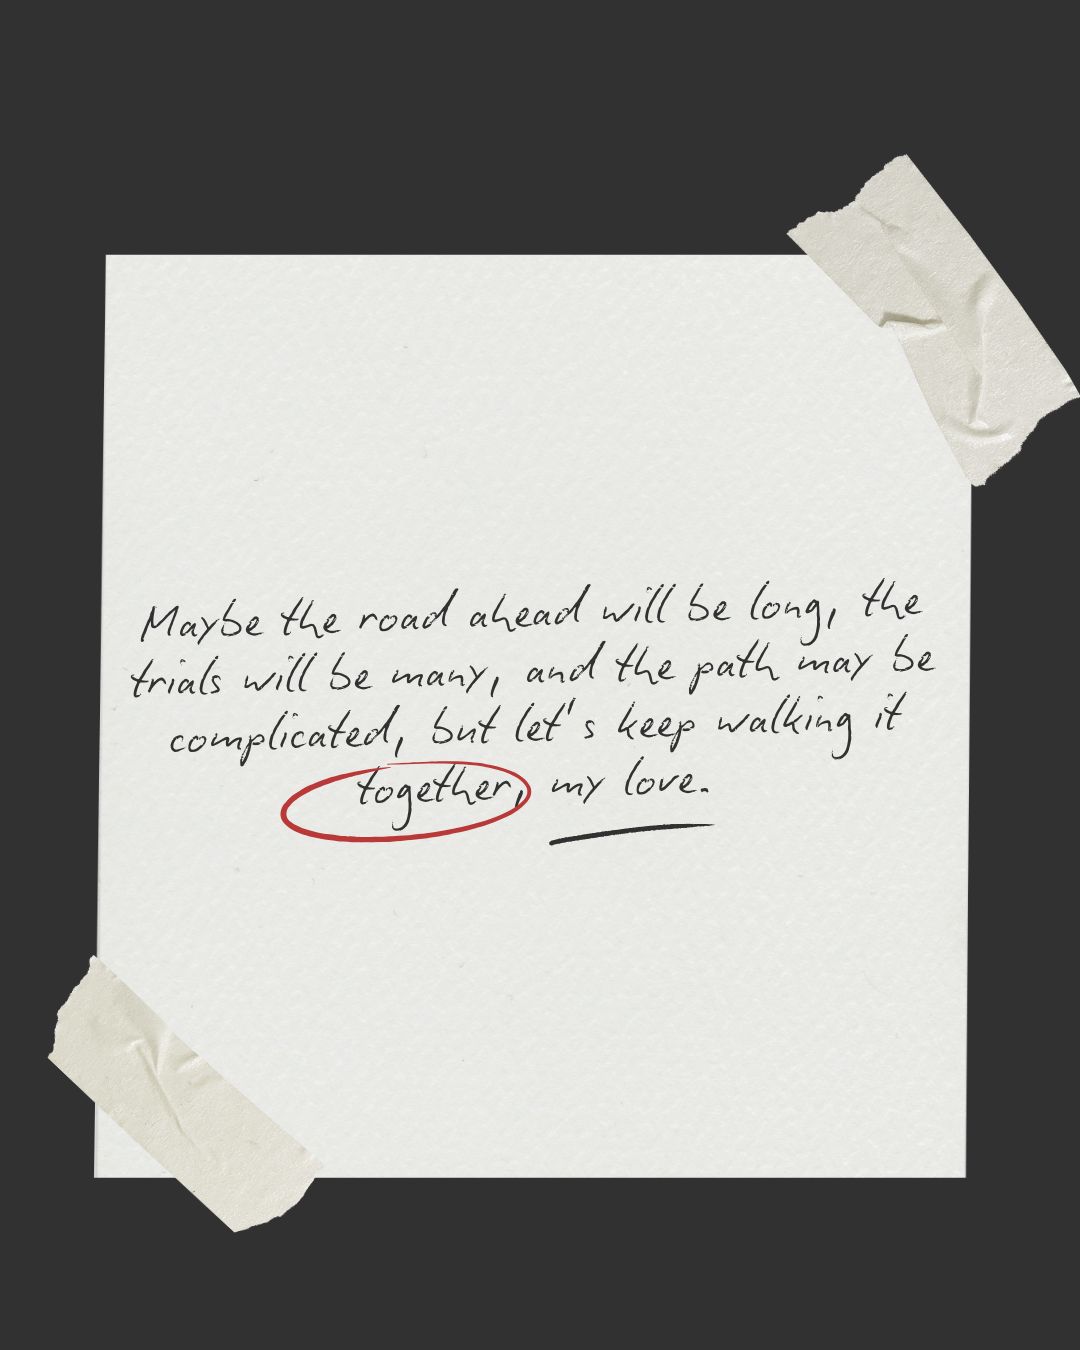 Maybe the road ahead will be long, the
trials will be many, and the path may be
complicated, but let's keep walking it
together, my love.